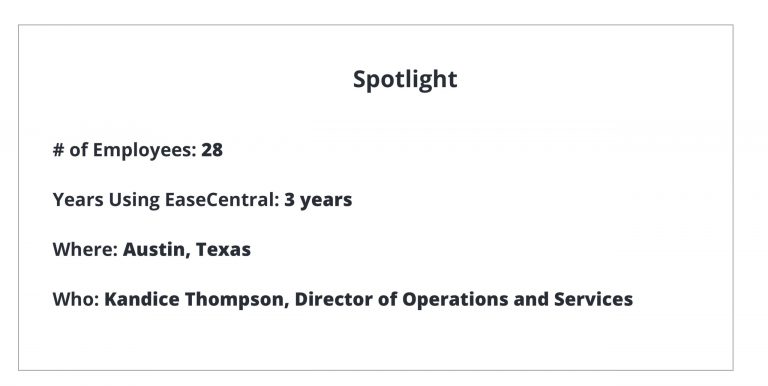 Spotlight
# of Employees: 28
Years Using EaseCentral: 3 years
Where: Austin, Texas
Who: Kandice Thompson, Director of Operations and Services